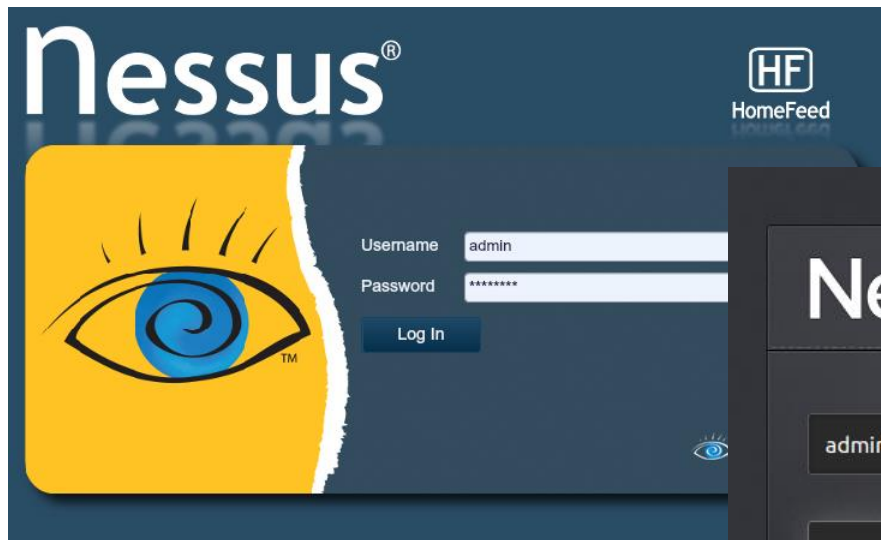 nessus®
HF
HomeFeed
Username admin
Password ********
Log In
TM
Ne
admin